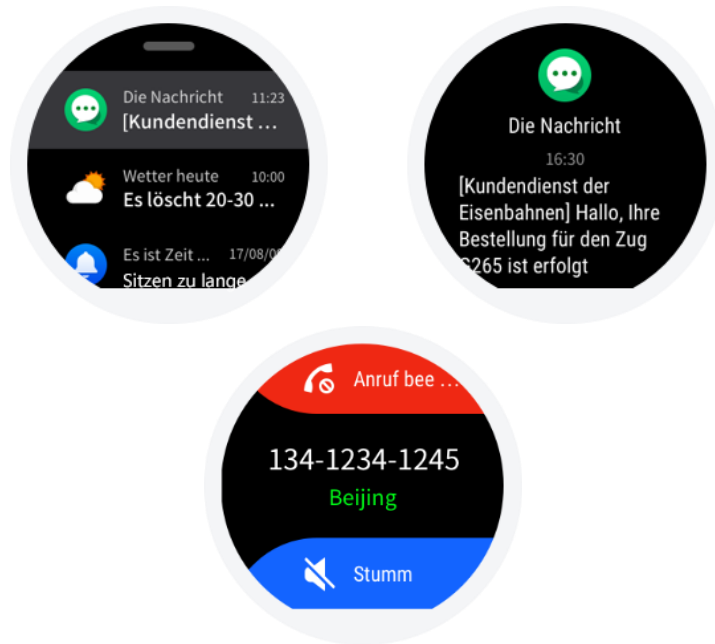 Die Nachricht 11:23
[Kundendienst ...
Wetter heute 10:00
Es löscht 20-30 ...
Es ist Zeit ...
Sitzen zu lange
Die Nachricht
16:30
[Kundendienst der
Eisenbahnen] Hallo, Ihre
Bestellung für den Zug
ist erfolgt
Anruf bee ...
134-1234-1245
Beijing
Stumm